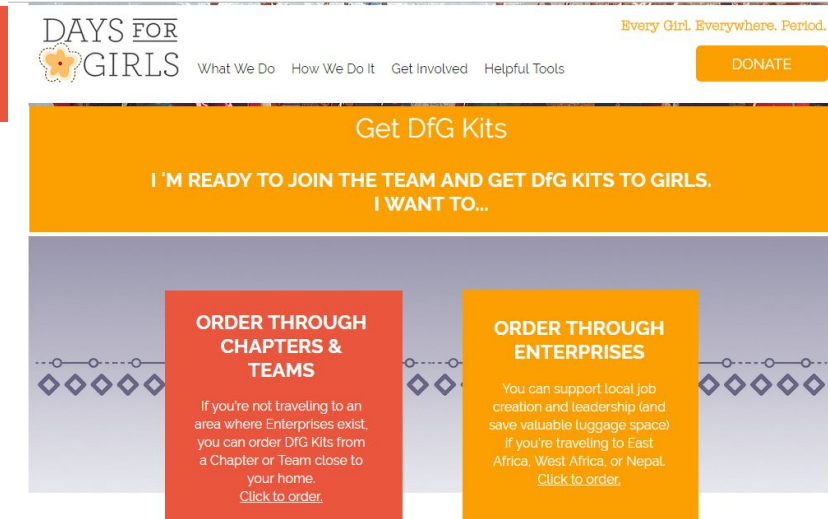 DAYS FOR
GIRLS
Every Girl. Everywhere. Period.
What We Do How We Do It Get Involved Helpful Tools
DONATE
Get DfG Kits
I 'M READY TO JOIN THE TEAM AND GET DfG KITS TO GIRLS.
I WANT TO...
ORDER THROUGH
CHAPTERS &
TEAMS
If you're not traveling to an
area where Enterprises exist,
you can order DfG Kits from
a Chapter or Team close to
your home.
Click to order.
ORDER THROUGH
ENTERPRISES
You can support local job
creation and leadership (and
save valuable luggage space)
if you're traveling to East
Africa, West Africa, or Nepal.
Click to order.